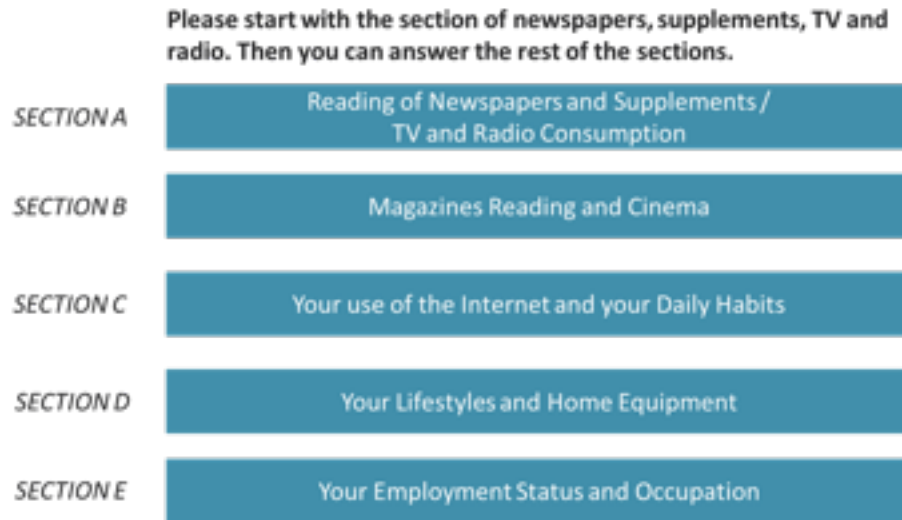 Please start with the section of newspapers, supplements, TV and
radio. Then you can answer the rest of the sections.
SECTION A
Reading of Newspapers and Supplements /
TV and Radio Consumption
SECTION B
Magazines Reading and Cinema
SECTION C
Your use of the Internet and your Daily Habits
SECTION D
Your Lifestyles and Home Equipment
SECTION E
Your Employment Status and Occupation